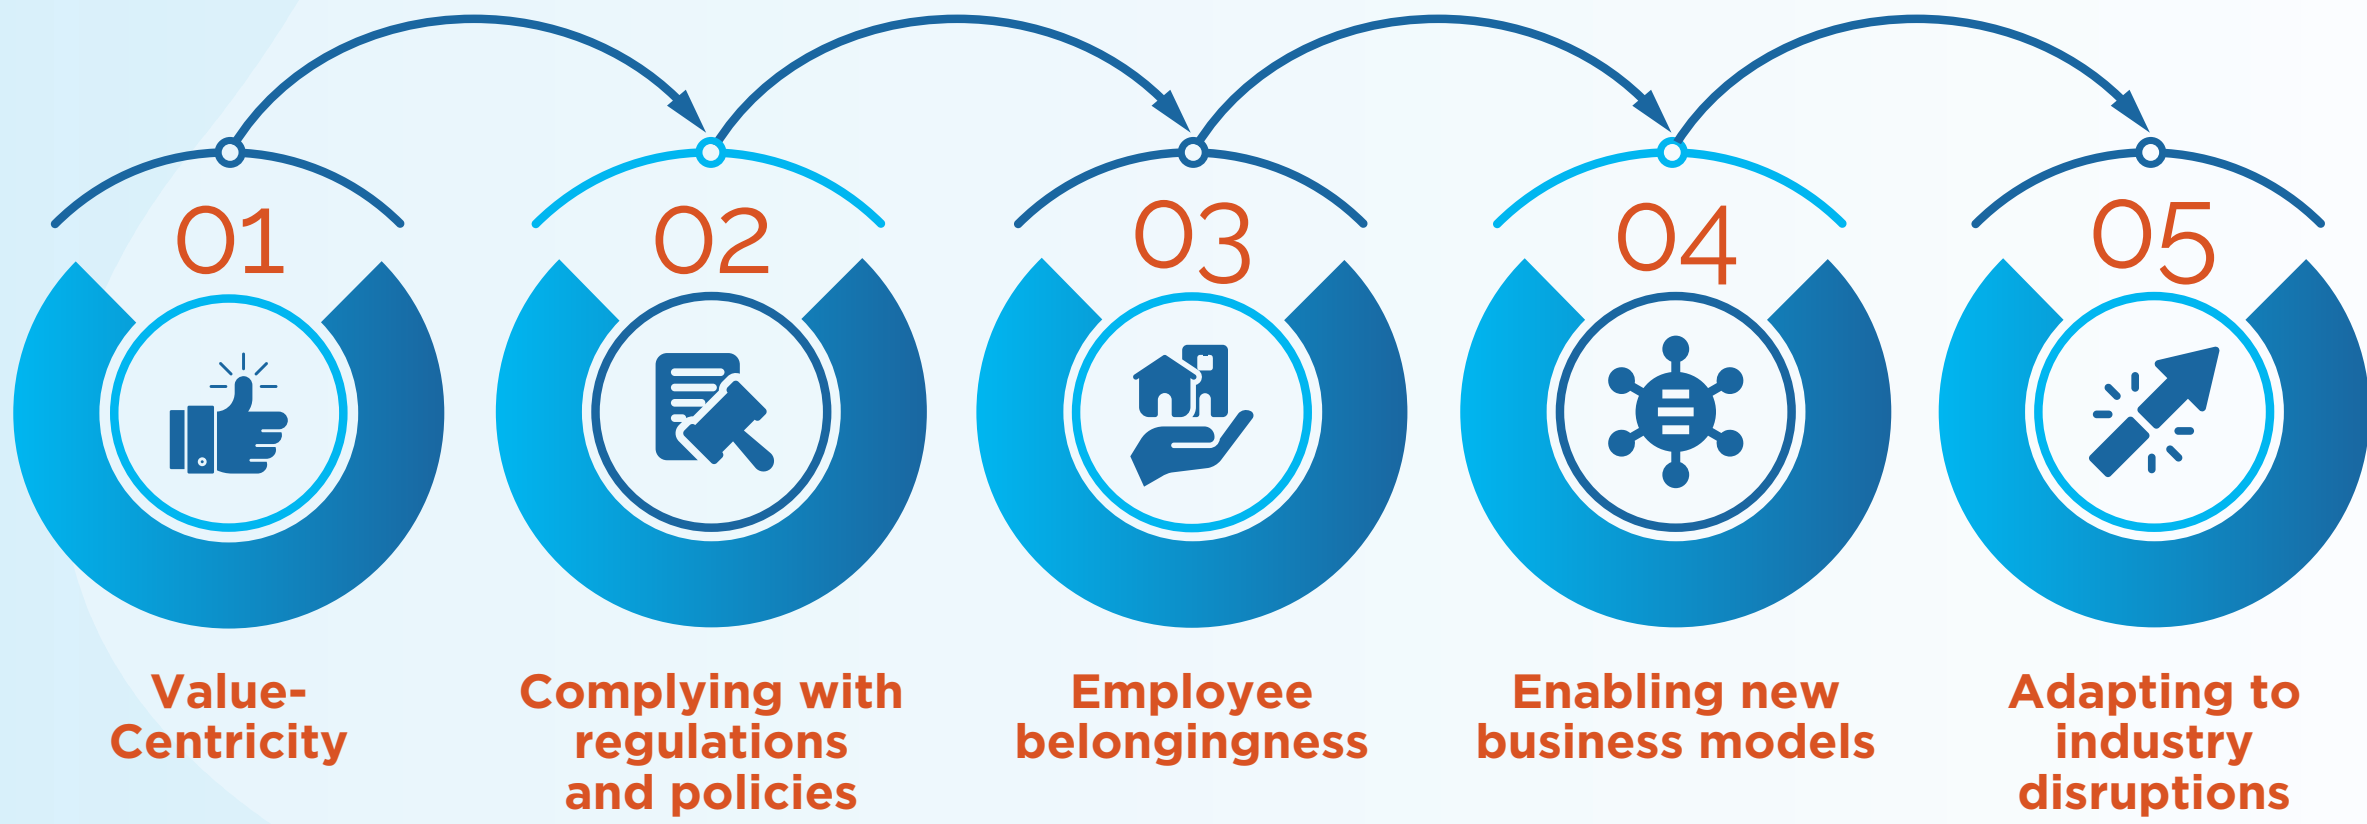 01
02
03
04
05
Value-
Centricity
Complying with
regulations
and policies
Employee
belongingness
Enabling new
business models
Adapting to
industry
disruptions